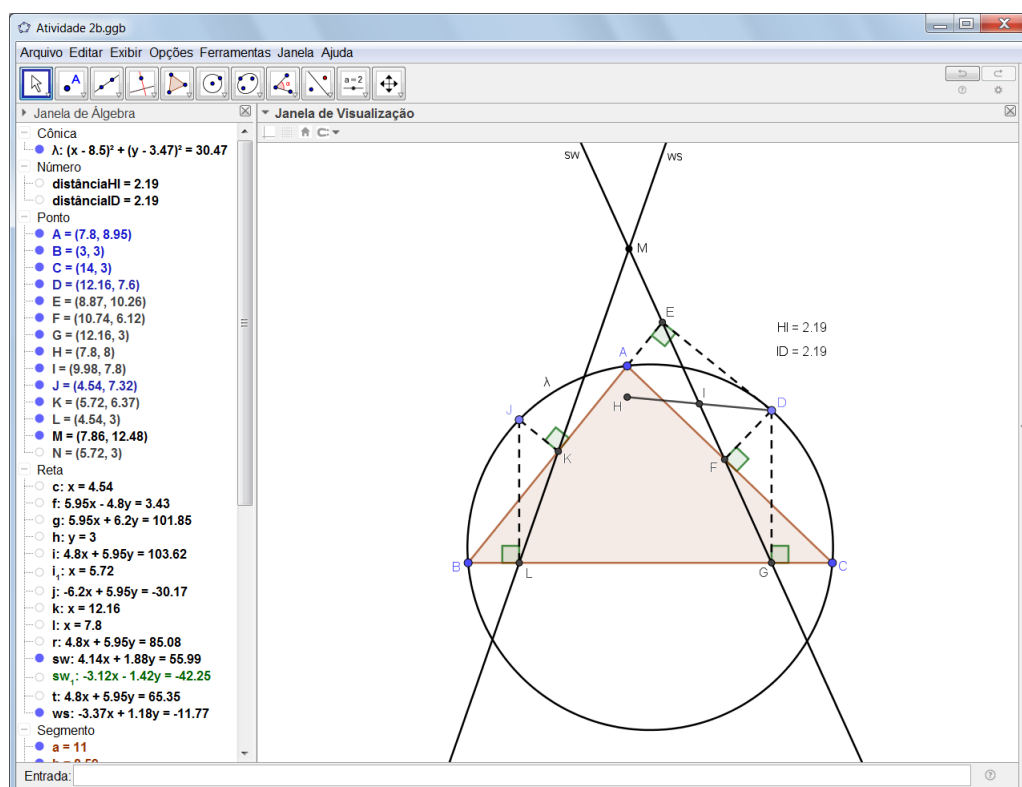 Atividade 2b.ggb
Arquivo Editar Exibir Opções Ferramentas Janela Ajuda
A
a=2
Janela de Álgebra
Janela de Visualização
Cônica
λ: (x - 8.5)² + (y - 3.47)² = 30.47
Número
distânciaHI = 2.19
distânciaID = 2.19
Ponto
A = (7.8, 8.95)
B = (3, 3)
C = (14, 3)
D = (12.16, 7.6)
E = (8.87, 10.26)
F = (10.74, 6.12)
G = (12.16, 3)
H = (7.8, 8)
I = (9.98, 7.8)
J = (4.54, 7.32)
K = (5.72, 6.37)
L = (4.54, 3)
M = (7.86, 12.48)
N = (5.72, 3)
Reta
c: x = 4.54
f: 5.95x - 4.8y = 3.43
g: 5.95x + 6.2y = 101.85
h: y = 3
i: 4.8x + 5.95y = 103.62
i₁: x = 5.72
j: -6.2x + 5.95y = -30.17
k: x = 12.16
l: x = 7.8
r: 4.8x + 5.95y = 85.08
sw: 4.14x + 1.88y = 55.99
sw₁: -3.12x - 1.42y = -42.25
t: 4.8x + 5.95y = 65.35
ws: -3.37x + 1.18y = -11.77
Segmento
a = 11
sw
ws
M
E
HI = 2.19
ID = 2.19
A
λ
H
I
D
J
K
F
B
L
G
C
Entrada: